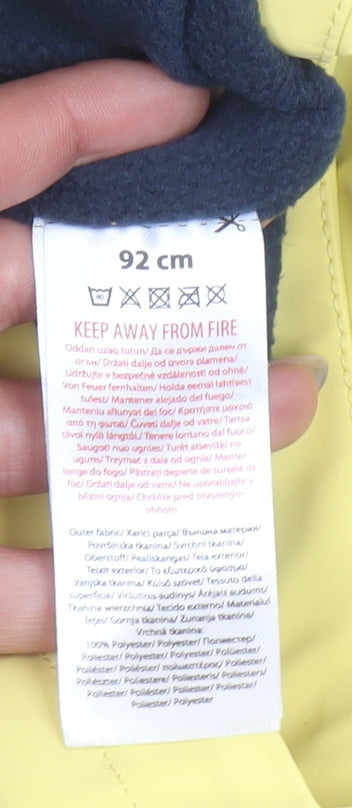 92 cm
40
KEEP AWAY FROM FIRE
Oddan uzaq tutun/ Да се държи далеч от
огън/ Držati dalje od izvora plamena/
Udržujte v bezpečné vzdálenosti od ohně/
Von Feuer fernhalten/ Holda eemal lahtisest
tulest/ Mantener alejado del fuego/
Manteniu allunyat del foc/ Κρατήστε μακριά
από τη φωτιά/ Čuvati dalje od vatre/ Tartsa
távol nyílt lángtól/ Tenere lontano dal fuoco/
Saugoti nuo ugnies/ Turēt atsevišķi no
uguns/ Trzymać z dala od ognia/ Manter
longe do fogo/ Păstrați departe de sursele de
foc/ Držati dalje od vatre/ Ne uporabljajte v
bližini ognja/ Chráňte pred otvoreným
ohňom
Outer fabric/ Xarici parça/ Външна материя/
Površinska tkanina/ Svrchní tkanina/
Oberstoff/ Pealiskangas/ Tela exterior/
Teixit exterior/ Το εξωτερικό ύφασμα/
Vanjska tkanina/ Külső szövet/ Tessuto della
superficie/ Viršutinis audinys/ Ārējais audums/
Tkanina wierzchnia/ Tecido externo/ Materialul
feței/ Gornja tkanina/ Zunanja tkanina/
Vrchná tkanina:
100% Polyester/ Polyester/ Полиестер/
Poliester/ Polyester/ Polyester/ Polüester/
Poliéster/ Polièster/ πολυεστέρας/ Poliester/
Poliészter/ Poliestere/ Poliesteris/ Poliesters/
Poliester/ Poliéster/ Poliester/ Poliester/
Poliester/ Polyester